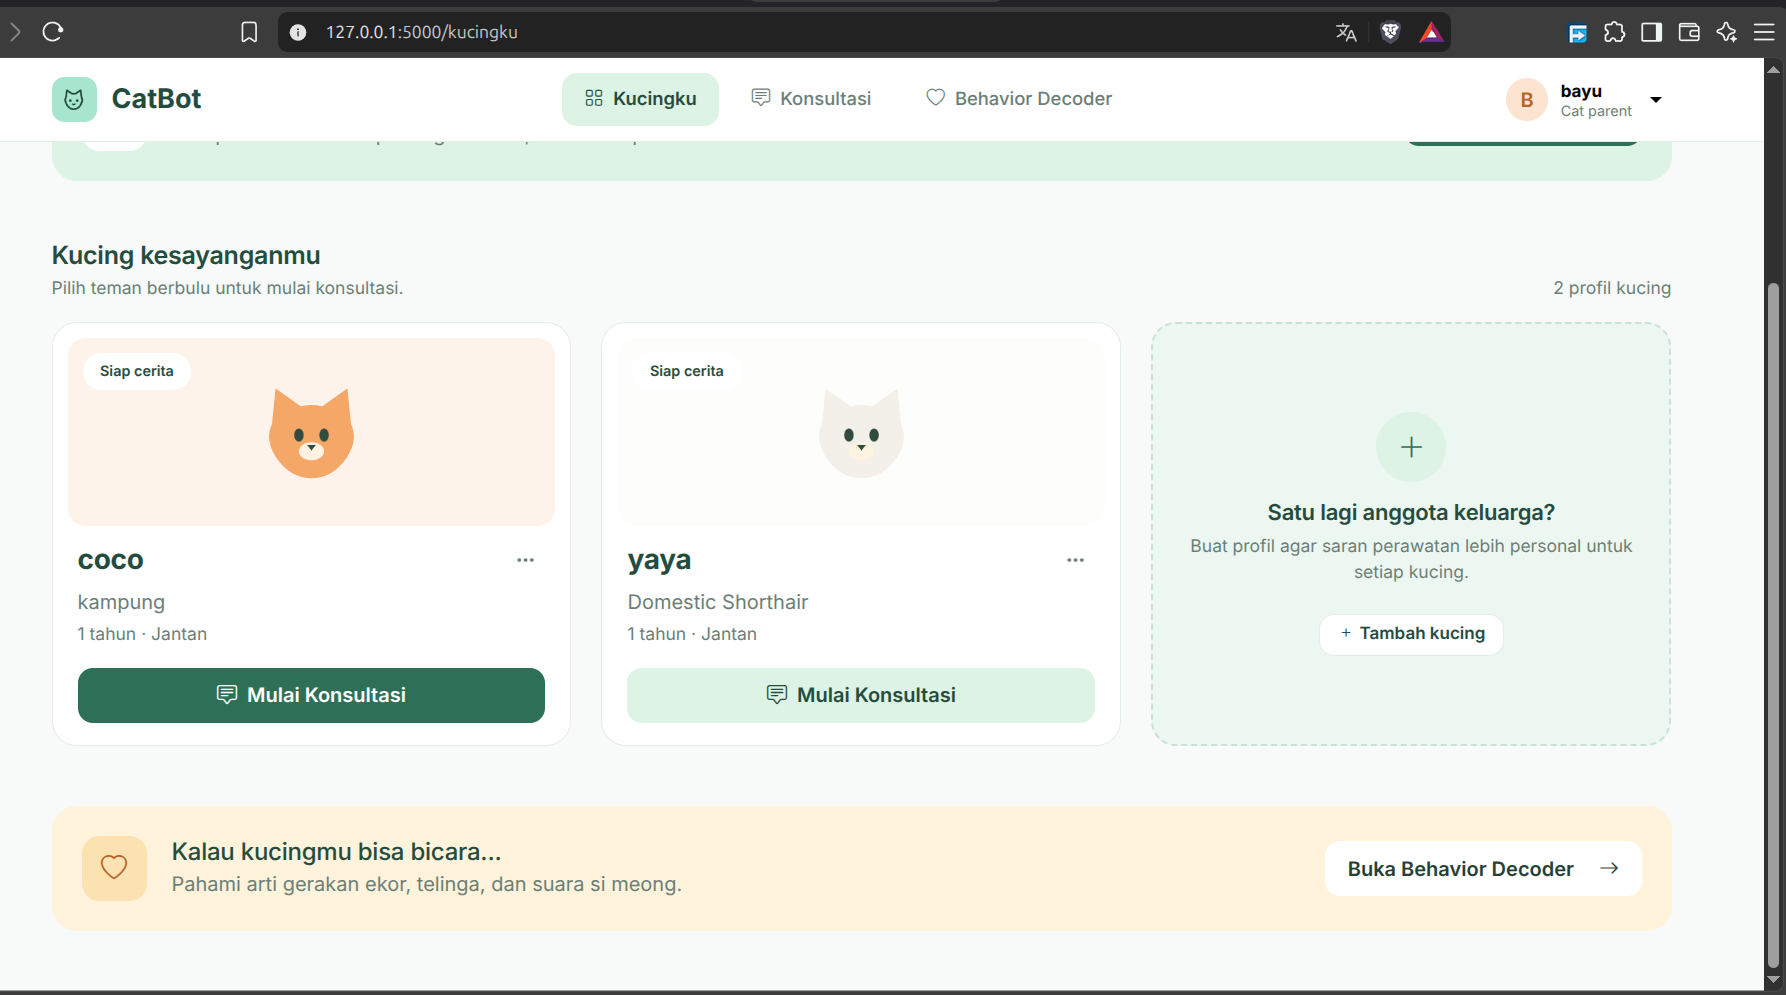 127.0.0.1:5000/kucingku
CatBot
Kucingku
Konsultasi
Behavior Decoder
B
bayu
Cat parent
Kucing kesayanganmu
Pilih teman berbulu untuk mulai konsultasi.
2 profil kucing
Siap cerita
coco
kampung
1 tahun · Jantan
Mulai Konsultasi
Siap cerita
yaya
Domestic Shorthair
1 tahun · Jantan
Mulai Konsultasi
Satu lagi anggota keluarga?
Buat profil agar saran perawatan lebih personal untuk
setiap kucing.
+ Tambah kucing
Kalau kucingmu bisa bicara...
Pahami arti gerakan ekor, telinga, dan suara si meong.
Buka Behavior Decoder →